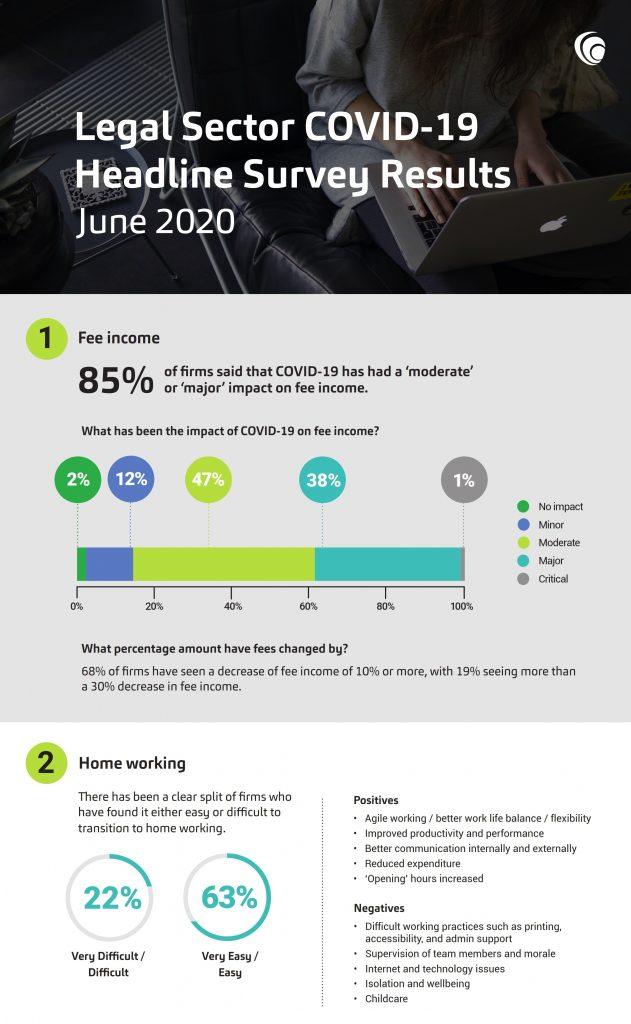 Legal Sector COVID-19
Headline Survey Results
June 2020
1
Fee income
85%
of firms said that COVID-19 has had a ‘moderate’
or ‘major’ impact on fee income.
What has been the impact of COVID-19 on fee income?
2%
12%
47%
38%
1%
No impact
Minor
Moderate
Major
Critical
0%
20%
40%
60%
80%
100%
What percentage amount have fees changed by?
68% of firms have seen a decrease of fee income of 10% or more, with 19% seeing more than
a 30% decrease in fee income.
2
Home working
There has been a clear split of firms who
have found it either easy or difficult to
transition to home working.
22%
Very Difficult /
Difficult
63%
Very Easy /
Easy
Positives
• Agile working / better work life balance / flexibility
• Improved productivity and performance
• Better communication internally and externally
• Reduced expenditure
• ‘Opening’ hours increased
Negatives
• Difficult working practices such as printing,
accessibility, and admin support
• Supervision of team members and morale
• Internet and technology issues
• Isolation and wellbeing
• Childcare